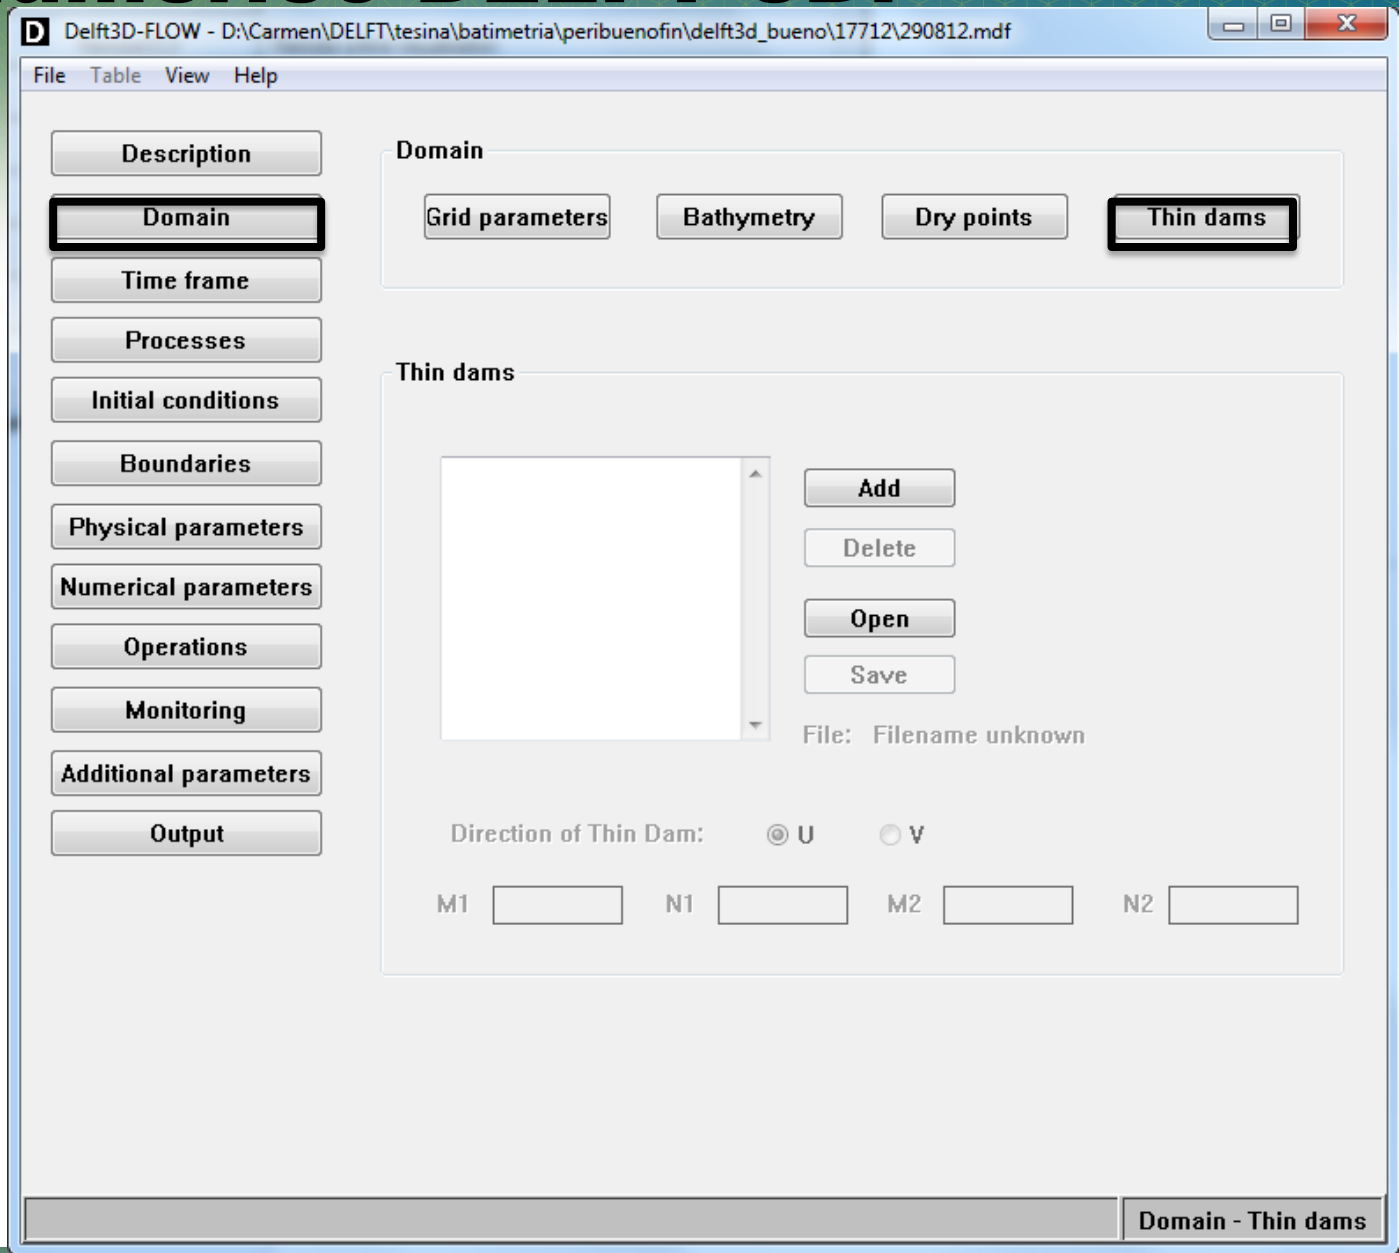 Delft3D-FLOW - D:\Carmen\DELFT\tesina\batimetria\peribuenofin\delft3d_bueno\17712\290812.mdf
File Table View Help
Description
Domain
Time frame
Processes
Initial conditions
Boundaries
Physical parameters
Numerical parameters
Operations
Monitoring
Additional parameters
Output
Domain
Grid parameters Bathymetry Dry points Thin dams
Thin dams
Add
Delete
Open
Save
File: Filename unknown
Direction of Thin Dam: U V
M1 N1 M2 N2
Domain - Thin dams